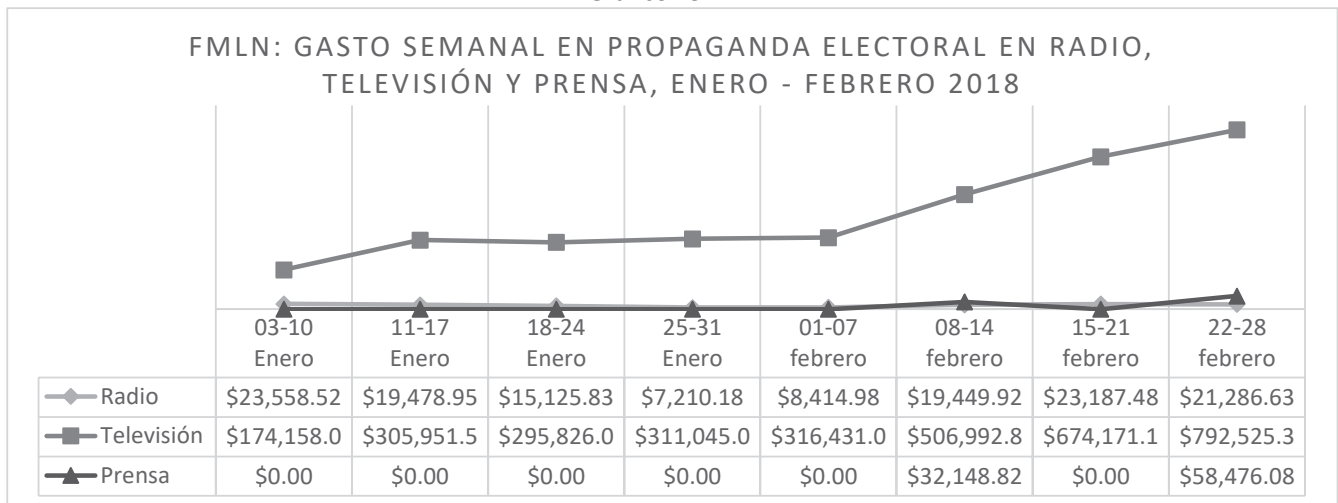 FMLN: GASTO SEMANAL EN PROPAGANDA ELECTORAL EN RADIO,
TELEVISIÓN Y PRENSA, ENERO - FEBRERO 2018
03-10 11-17 18-24 25-31 01-07 08-14 15-21 22-28
Enero Enero Enero Enero febrero febrero febrero febrero
Radio $23,558.52 $19,478.95 $15,125.83 $7,210.18 $8,414.98 $19,449.92 $23,187.48 $21,286.63
Televisión $174,158.0 $305,951.5 $295,826.0 $311,045.0 $316,431.0 $506,992.8 $674,171.1 $792,525.3
Prensa $0.00 $0.00 $0.00 $0.00 $0.00 $32,148.82 $0.00 $58,476.08